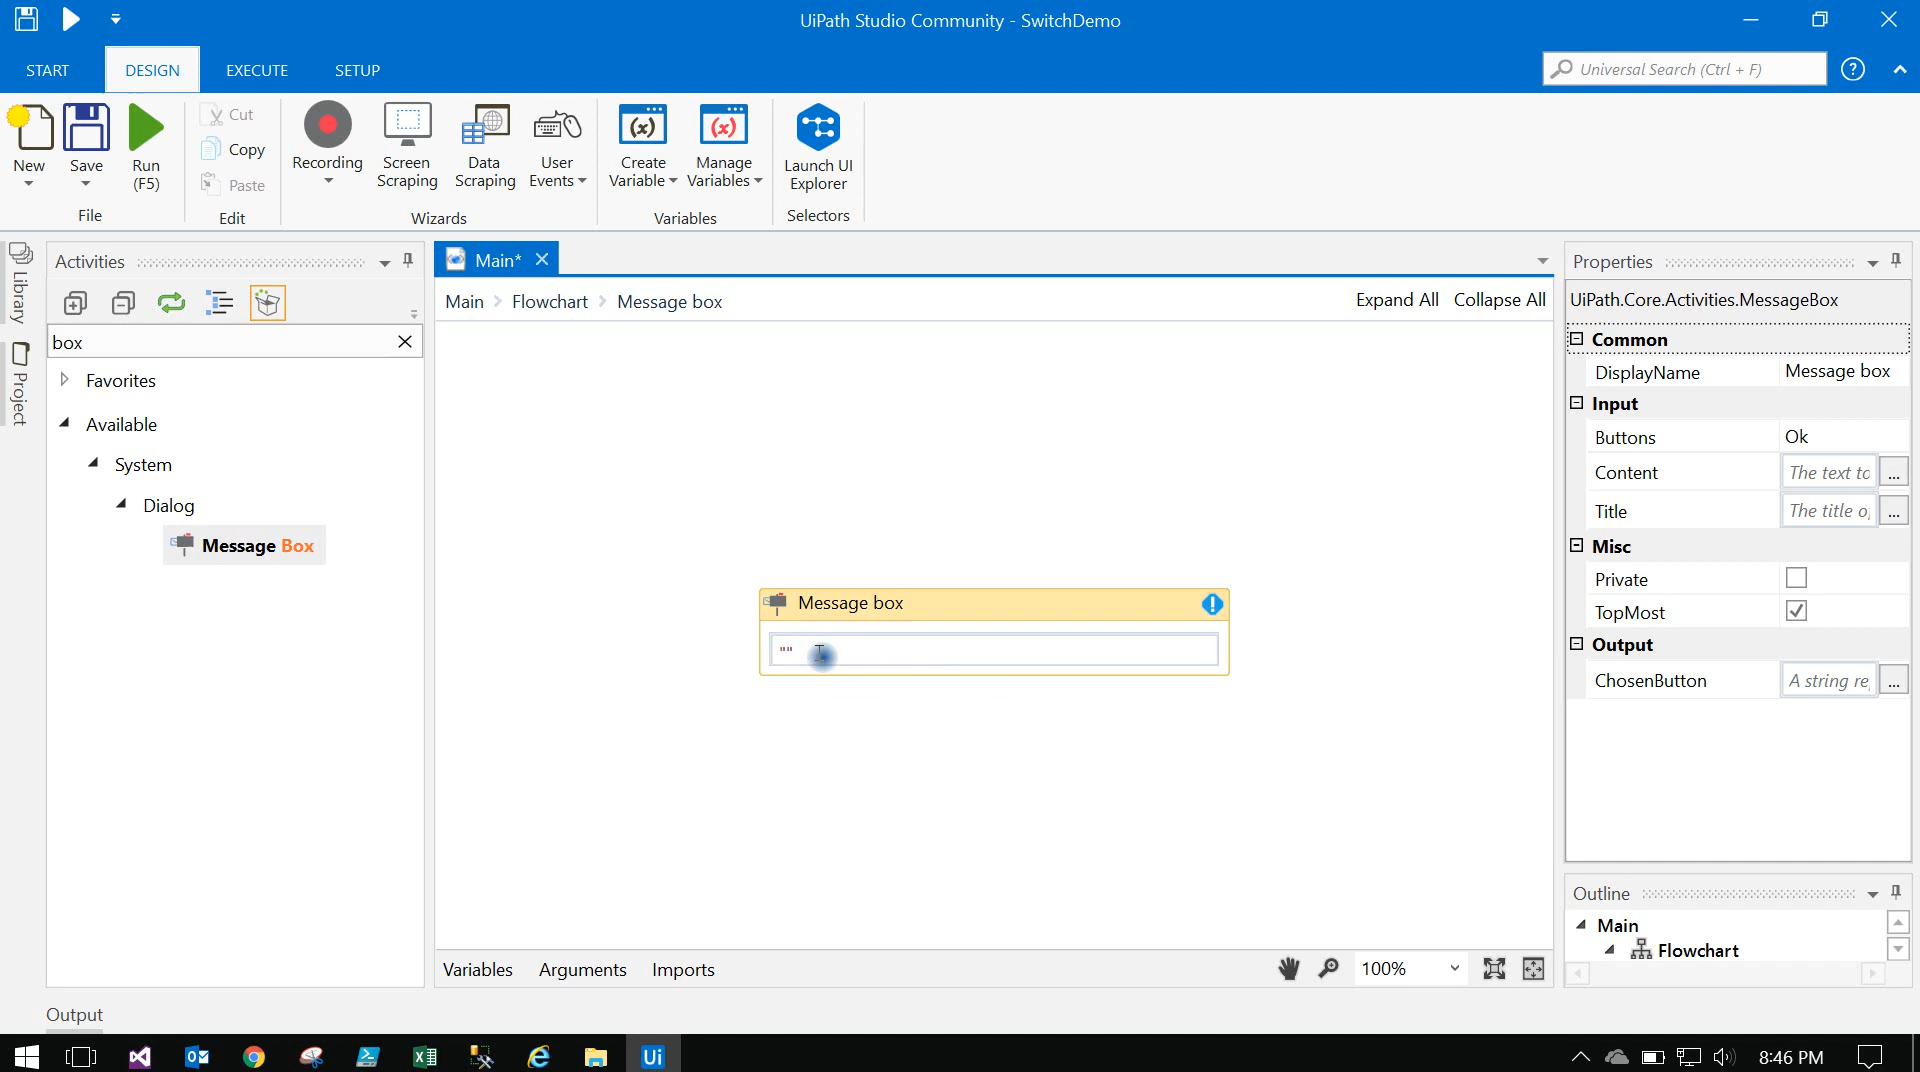 UiPath Studio Community - SwitchDemo
START DESIGN EXECUTE SETUP
Universal Search (Ctrl + F)
New
Save
Run
(F5)
File
Cut
Copy
Paste
Edit
Recording
Screen
Scraping
Data
Scraping
User
Events
Wizards
Create
Variable
Manage
Variables
Variables
Launch UI
Explorer
Selectors
Library
Project
Activities
box
Favorites
Available
System
Dialog
Message Box
Main*
Main Flowchart Message box
Expand All Collapse All
Message box
""
Variables Arguments Imports
100%
Properties
UiPath.Core.Activities.MessageBox
Common
DisplayName Message box
Input
Buttons Ok
Content The text to ...
Title The title o ...
Misc
Private
TopMost
Output
ChosenButton A string re ...
Outline
Main
Flowchart
Output
Ui
8:46 PM